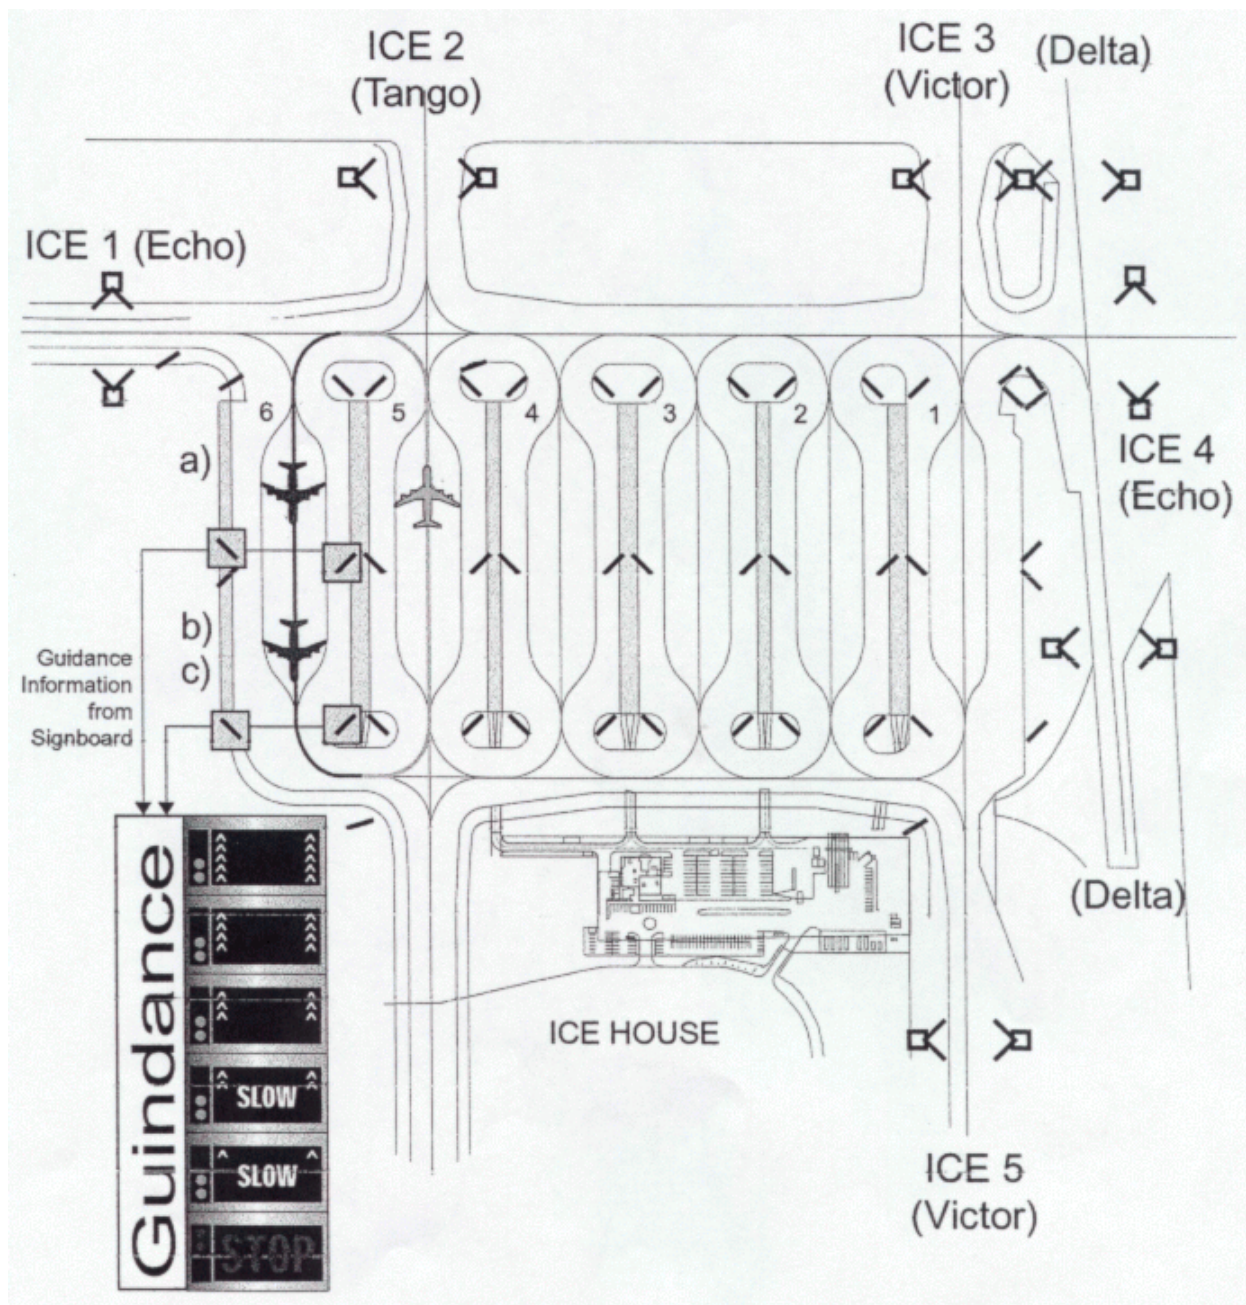 ICE 2
(Tango)
ICE 3
(Victor)
(Delta)
ICE 1 (Echo)
6
5
4
3
2
1
a)
ICE 4
(Echo)
b)
c)
Guidance
Information
from
Signboard
Guindance
SLOW
SLOW
STOP
(Delta)
ICE HOUSE
ICE 5
(Victor)